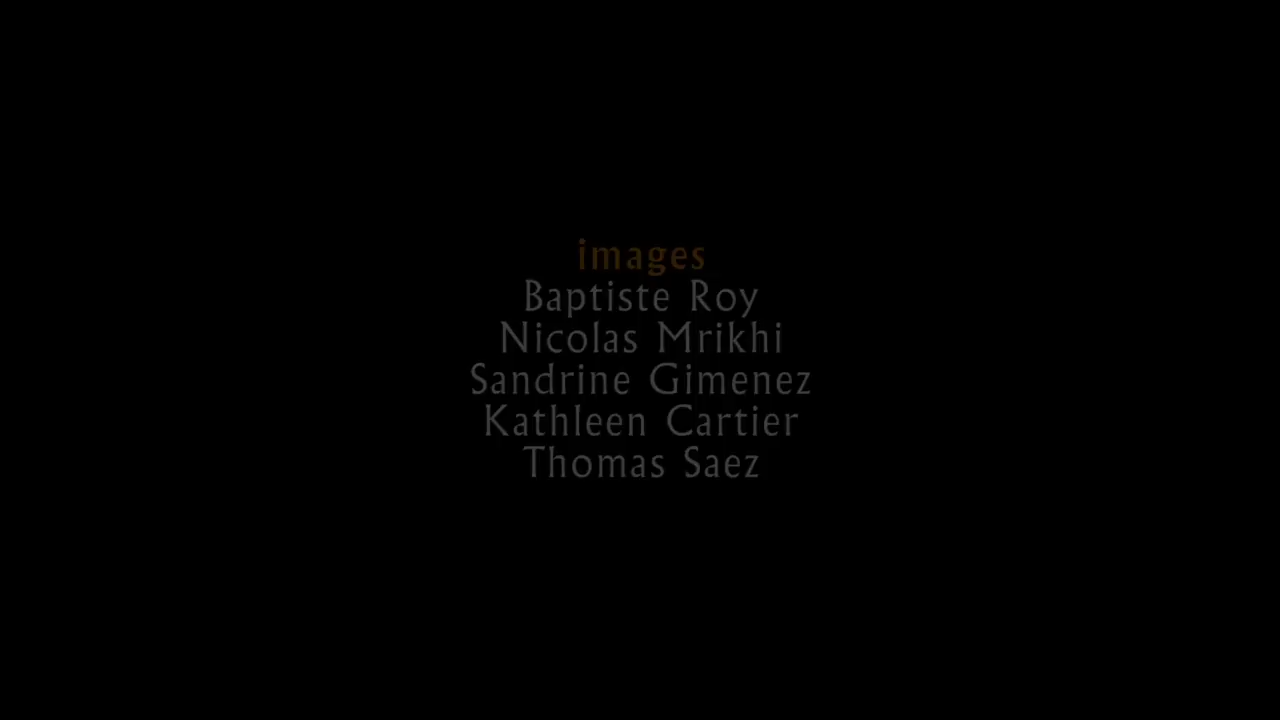 images
Baptiste Roy
Nicolas Mrikhi
Sandrine Gimenez
Kathleen Cartier
Thomas Saez